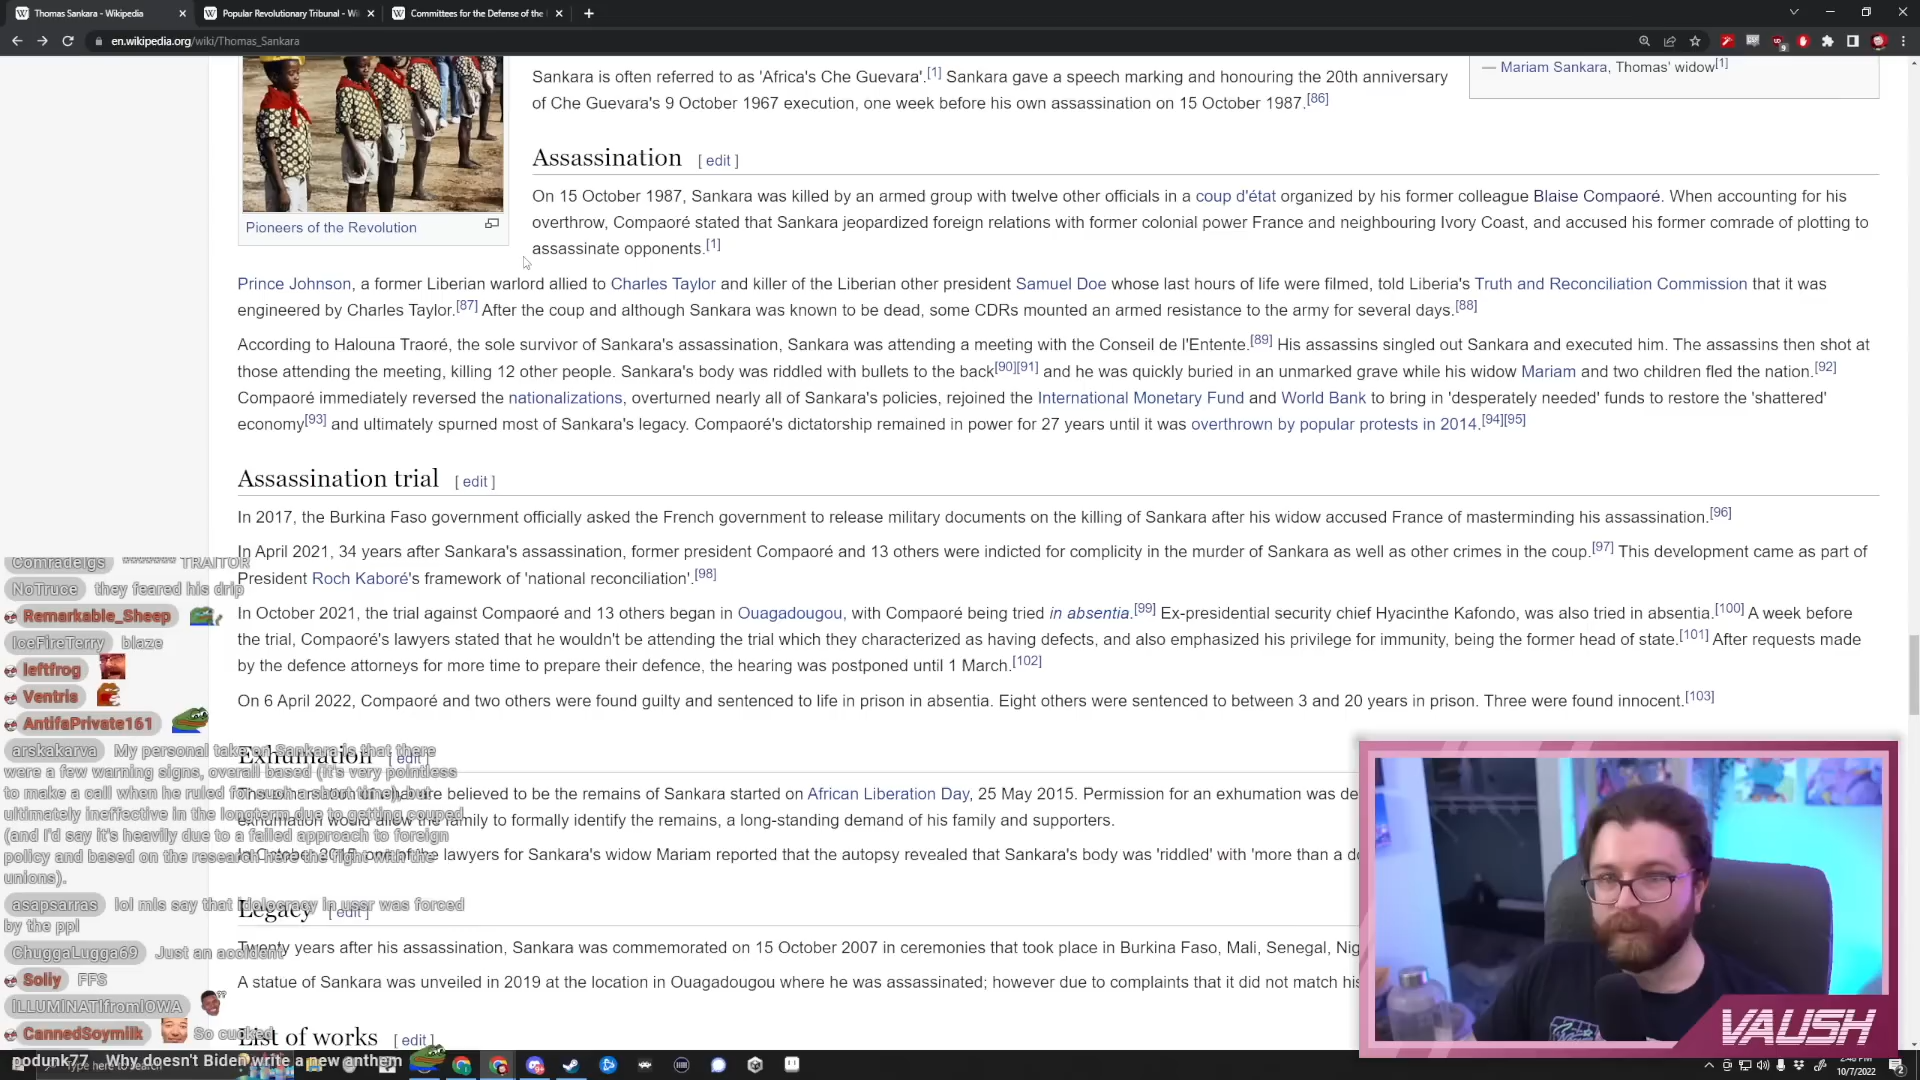 Thomas Sankara - Wikipedia
Popular Revolutionary Tribunal - Wi
Committees for the Defense of the
en.wikipedia.org/wiki/Thomas_Sankara
Sankara is often referred to as 'Africa's Che Guevara'.[1] Sankara gave a speech marking and honouring the 20th anniversary
of Che Guevara's 9 October 1967 execution, one week before his own assassination on 15 October 1987.[86]
— Mariam Sankara, Thomas' widow[1]
Pioneers of the Revolution
Assassination [ edit ]
On 15 October 1987, Sankara was killed by an armed group with twelve other officials in a coup d'état organized by his former colleague Blaise Compaoré. When accounting for his
overthrow, Compaoré stated that Sankara jeopardized foreign relations with former colonial power France and neighbouring Ivory Coast, and accused his former comrade of plotting to
assassinate opponents.[1]
Prince Johnson, a former Liberian warlord allied to Charles Taylor and killer of the Liberian other president Samuel Doe whose last hours of life were filmed, told Liberia's Truth and Reconciliation Commission that it was
engineered by Charles Taylor.[87] After the coup and although Sankara was known to be dead, some CDRs mounted an armed resistance to the army for several days.[88]
According to Halouna Traoré, the sole survivor of Sankara's assassination, Sankara was attending a meeting with the Conseil de l'Entente.[89] His assassins singled out Sankara and executed him. The assassins then shot at
those attending the meeting, killing 12 other people. Sankara's body was riddled with bullets to the back[90][91] and he was quickly buried in an unmarked grave while his widow Mariam and two children fled the nation.[92]
Compaoré immediately reversed the nationalizations, overturned nearly all of Sankara's policies, rejoined the International Monetary Fund and World Bank to bring in 'desperately needed' funds to restore the 'shattered'
economy[93] and ultimately spurned most of Sankara's legacy. Compaoré's dictatorship remained in power for 27 years until it was overthrown by popular protests in 2014.[94][95]
Assassination trial [ edit ]
In 2017, the Burkina Faso government officially asked the French government to release military documents on the killing of Sankara after his widow accused France of masterminding his assassination.[96]
In April 2021, 34 years after Sankara's assassination, former president Compaoré and 13 others were indicted for complicity in the murder of Sankara as well as other crimes in the coup.[97] This development came as part of
President Roch Kaboré's framework of 'national reconciliation'.[98]
In October 2021, the trial against Compaoré and 13 others began in Ouagadougou, with Compaoré being tried in absentia.[99] Ex-presidential security chief Hyacinthe Kafondo, was also tried in absentia.[100] A week before
the trial, Compaoré's lawyers stated that he wouldn't be attending the trial which they characterized as having defects, and also emphasized his privilege for immunity, being the former head of state.[101] After requests made
by the defence attorneys for more time to prepare their defence, the hearing was postponed until 1 March.[102]
On 6 April 2022, Compaoré and two others were found guilty and sentenced to life in prison in absentia. Eight others were sentenced to between 3 and 20 years in prison. Three were found innocent.[103]
Exhumation [ edit ]
believed to be the remains of Sankara started on African Liberation Day, 25 May 2015. Permission for an exhumation was de
exhumation would allow the family to formally identify the remains, a long-standing demand of his family and supporters.
In October 2015, one of the lawyers for Sankara's widow Mariam reported that the autopsy revealed that Sankara's body was 'riddled' with 'more than a do
Legacy [ edit ]
Twenty years after his assassination, Sankara was commemorated on 15 October 2007 in ceremonies that took place in Burkina Faso, Mali, Senegal, Nig
A statue of Sankara was unveiled in 2019 at the location in Ouagadougou where he was assassinated; however due to complaints that it did not match his
List of works [ edit ]
Comradeigs ******* TRAITOR
NoTruce they feared his drip
Remarkable_Sheep
IceFireTerry blaze
leftfrog
Ventris
AntifaPrivate161
arskakarva My personal take on Sankara is that there
were a few warning signs, overall based (it's very pointless
to make a call when he ruled for such a short time), but
ultimately ineffective in the longterm due to getting couped
(and I'd say it's heavily due to a failed approach to foreign
policy and based on the research here the fight with the
unions).
asapsarras lol mls say that idolocracy in ussr was forced
by the ppl
ChuggaLugga69 Just an accident
Soliy FFS
ILLUMINATIfromIOWA
CannedSoymilk So cucked
podunk77 Why doesn't Biden write a new anthem
Type here to search
VAUSH
2:48 PM
10/7/2022